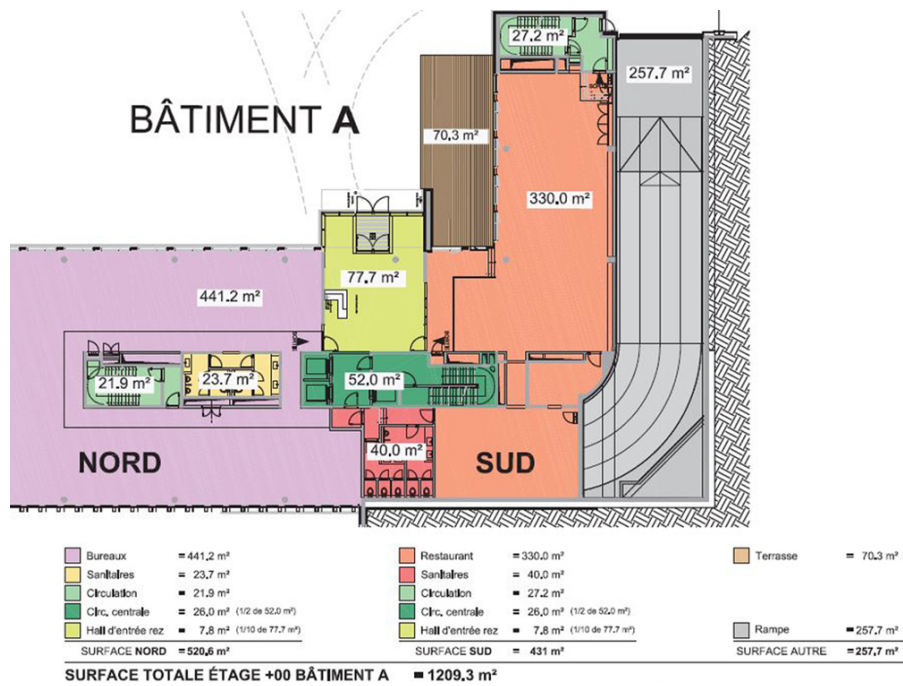 27.2 m²
257.7 m²
BÂTIMENT A
70.3 m²
330.0 m²
77.7 m²
441.2 m²
21.9 m²
23.7 m²
52.0 m²
40.0 m²
NORD
SUD
Bureaux = 441,2 m²
Sanitaires = 23.7 m²
Circulation = 21.9 m²
Circ. centrale = 26,0 m² (1/2 de 52.0 m²)
Hall d'entrée rez = 7.8 m² (1/10 de 77.7 m²)
SURFACE NORD = 520,6 m²
Restaurant = 330.0 m²
Sanitaires = 40.0 m²
Circulation = 27.2 m²
Circ. centrale = 26,0 m² (1/2 de 52.0 m²)
Hall d'entrée rez = 7.8 m² (1/10 de 77.7 m²)
SURFACE SUD = 431 m²
Terrasse = 70.3 m²
Rampe = 257.7 m²
SURFACE AUTRE = 257.7 m²
SURFACE TOTALE ÉTAGE +00 BÂTIMENT A = 1209.3 m²